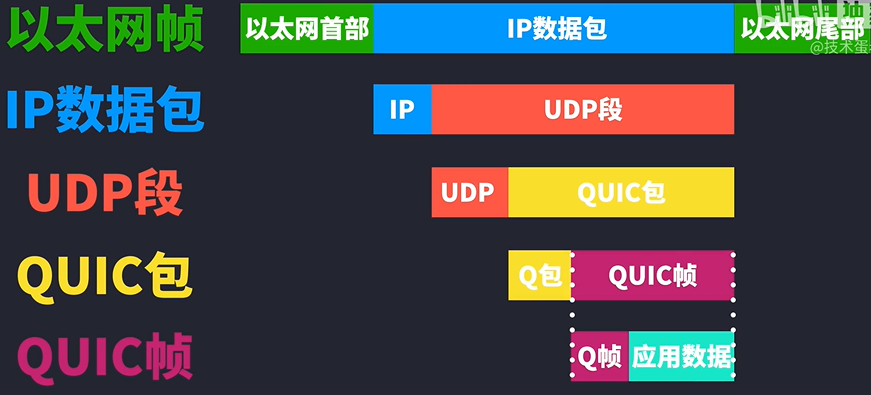 以太网帧 以太网首部 IP数据包 以太网尾部
@技术蛋
IP数据包 IP UDP段
UDP段 UDP QUIC包
QUIC包 Q包 QUIC帧
QUIC帧 Q帧 应用数据